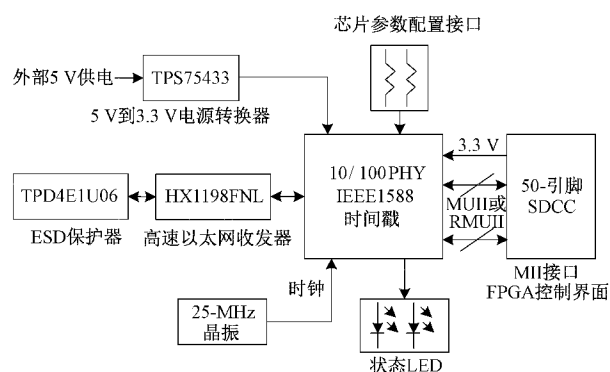 芯片参数配置接口
外部5 V供电
TPS75433
5 V到3.3 V电源转换器
10/100PHY
IEEE1588
时间戳
3.3 V
MUII或
RMUII
50-引脚
SDCC
MII接口
FPGA控制界面
TPD4E1U06
ESD保护器
HX1198FNL
高速以太网收发器
时钟
25-MHz
晶振
状态LED